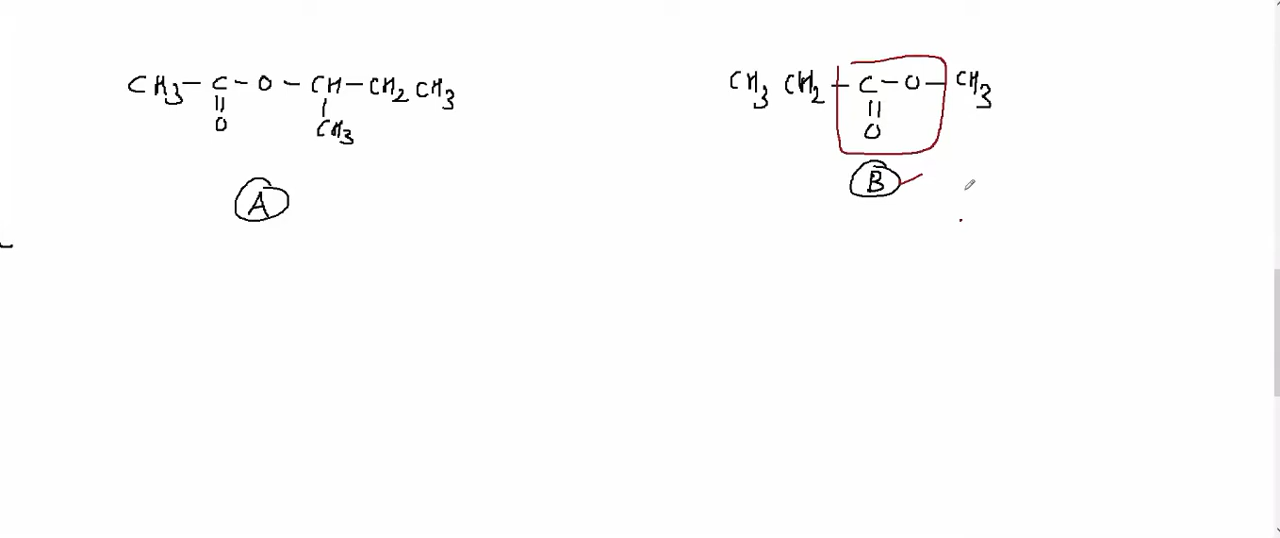 CH3 — C — O — CH — CH2 CH3
|| |
O CH3
A
CH3 CH2 — C — O — CH3
||
O
B